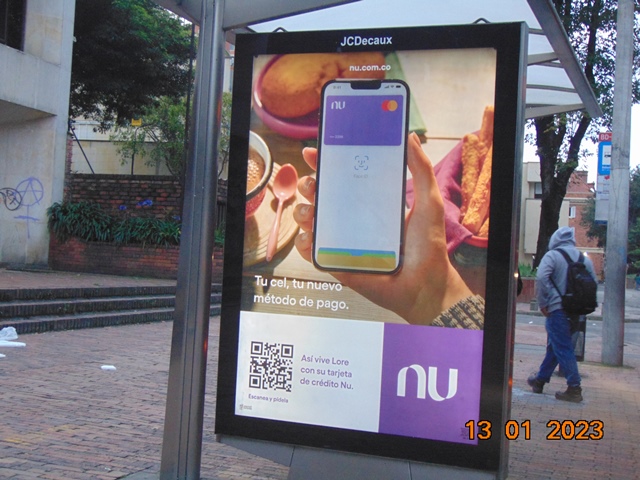 JCDecaux
nu.com.co
nu
Tu cel, tu nuevo
método de pago.
Así vive Lore
con su tarjeta
de crédito Nu.
Escanea y pídela
nu
13 01 2023